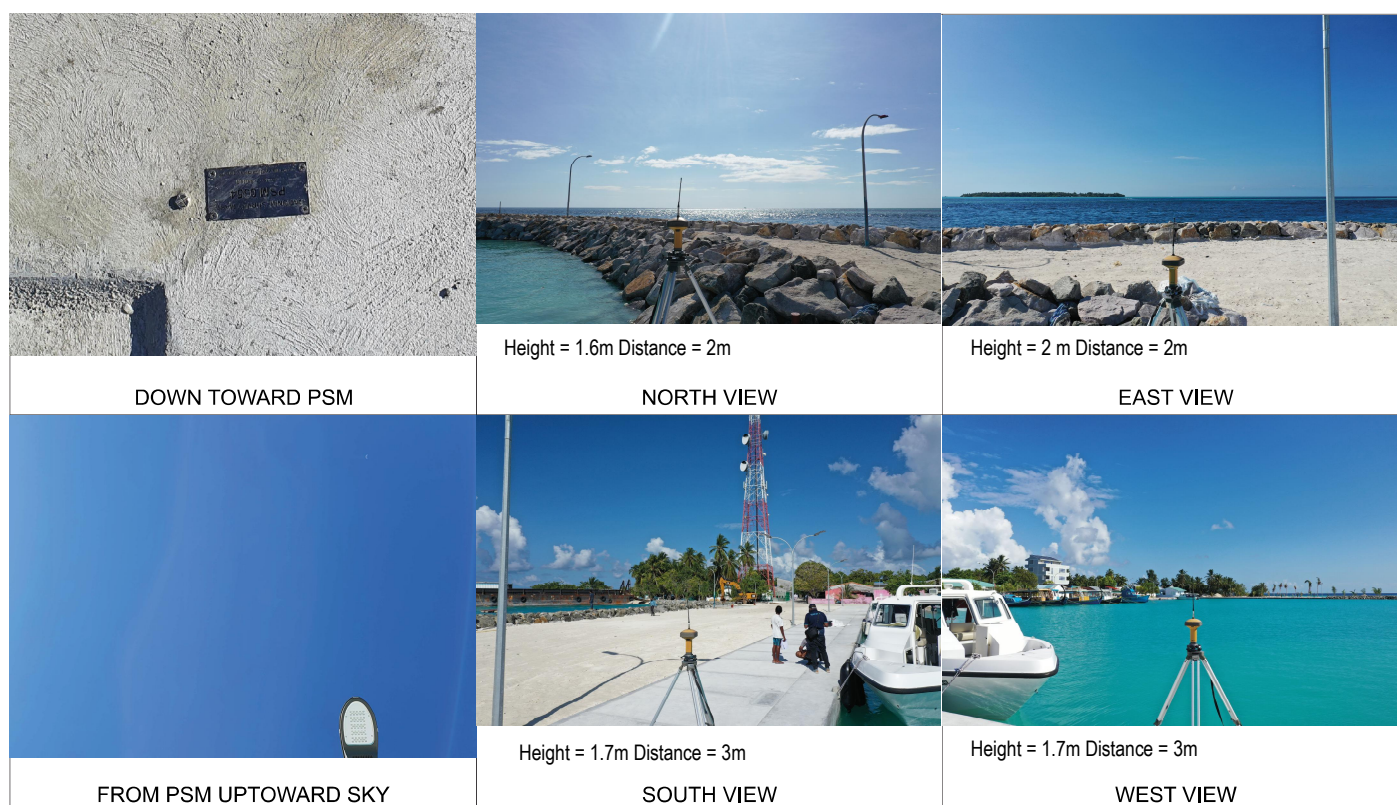 Height = 1.6m Distance = 2m
Height = 2 m Distance = 2m
DOWN TOWARD PSM
NORTH VIEW
EAST VIEW
Height = 1.7m Distance = 3m
Height = 1.7m Distance = 3m
FROM PSM UPTOWARD SKY
SOUTH VIEW
WEST VIEW